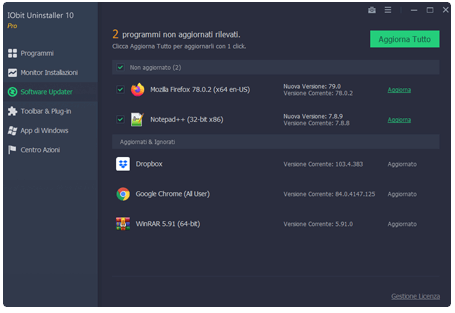 IObit Uninstaller 10
Pro
Programmi
Monitor Installazioni
Software Updater
Toolbar & Plug-in
App di Windows
Centro Azioni
2 programmi non aggiornati rilevati.
Clicca Aggiorna Tutto per aggiornarli con 1 click.
Aggiorna Tutto
Non aggiornato (2)
Mozilla Firefox 78.0.2 (x64 en-US)
Nuova Versione: 79.0
Versione Corrente: 78.0.2
Aggiorna
Notepad++ (32-bit x86)
Nuova Versione: 7.8.9
Versione Corrente: 7.8.8
Aggiorna
Aggiornati & Ignorati
Dropbox
Versione Corrente: 103.4.383
Aggiornato
Google Chrome (All User)
Versione Corrente: 84.0.4147.125
Aggiornato
WinRAR 5.91 (64-bit)
Versione Corrente: 5.91.0
Aggiornato
Gestione Licenza